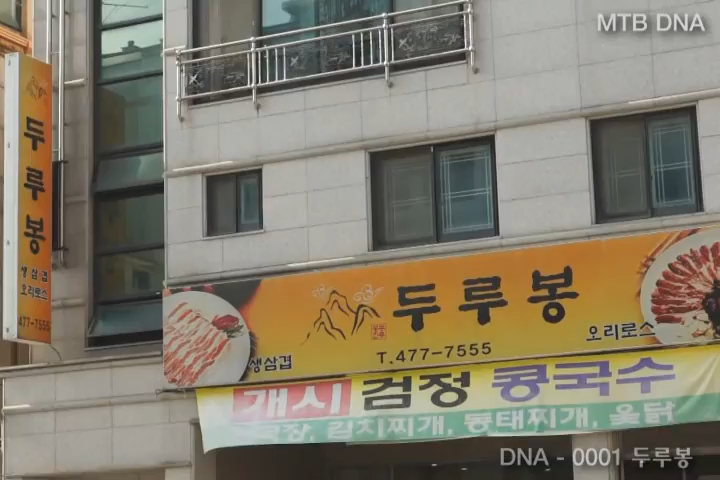 MTB DNA
두루봉
생삼겹
오리로스
477-7555
두루봉
생삼겹
T.477-7555
오리로스
개시 검정 콩국수
김치찌개, 동태찌개, 옻닭
DNA - 0001 두루봉